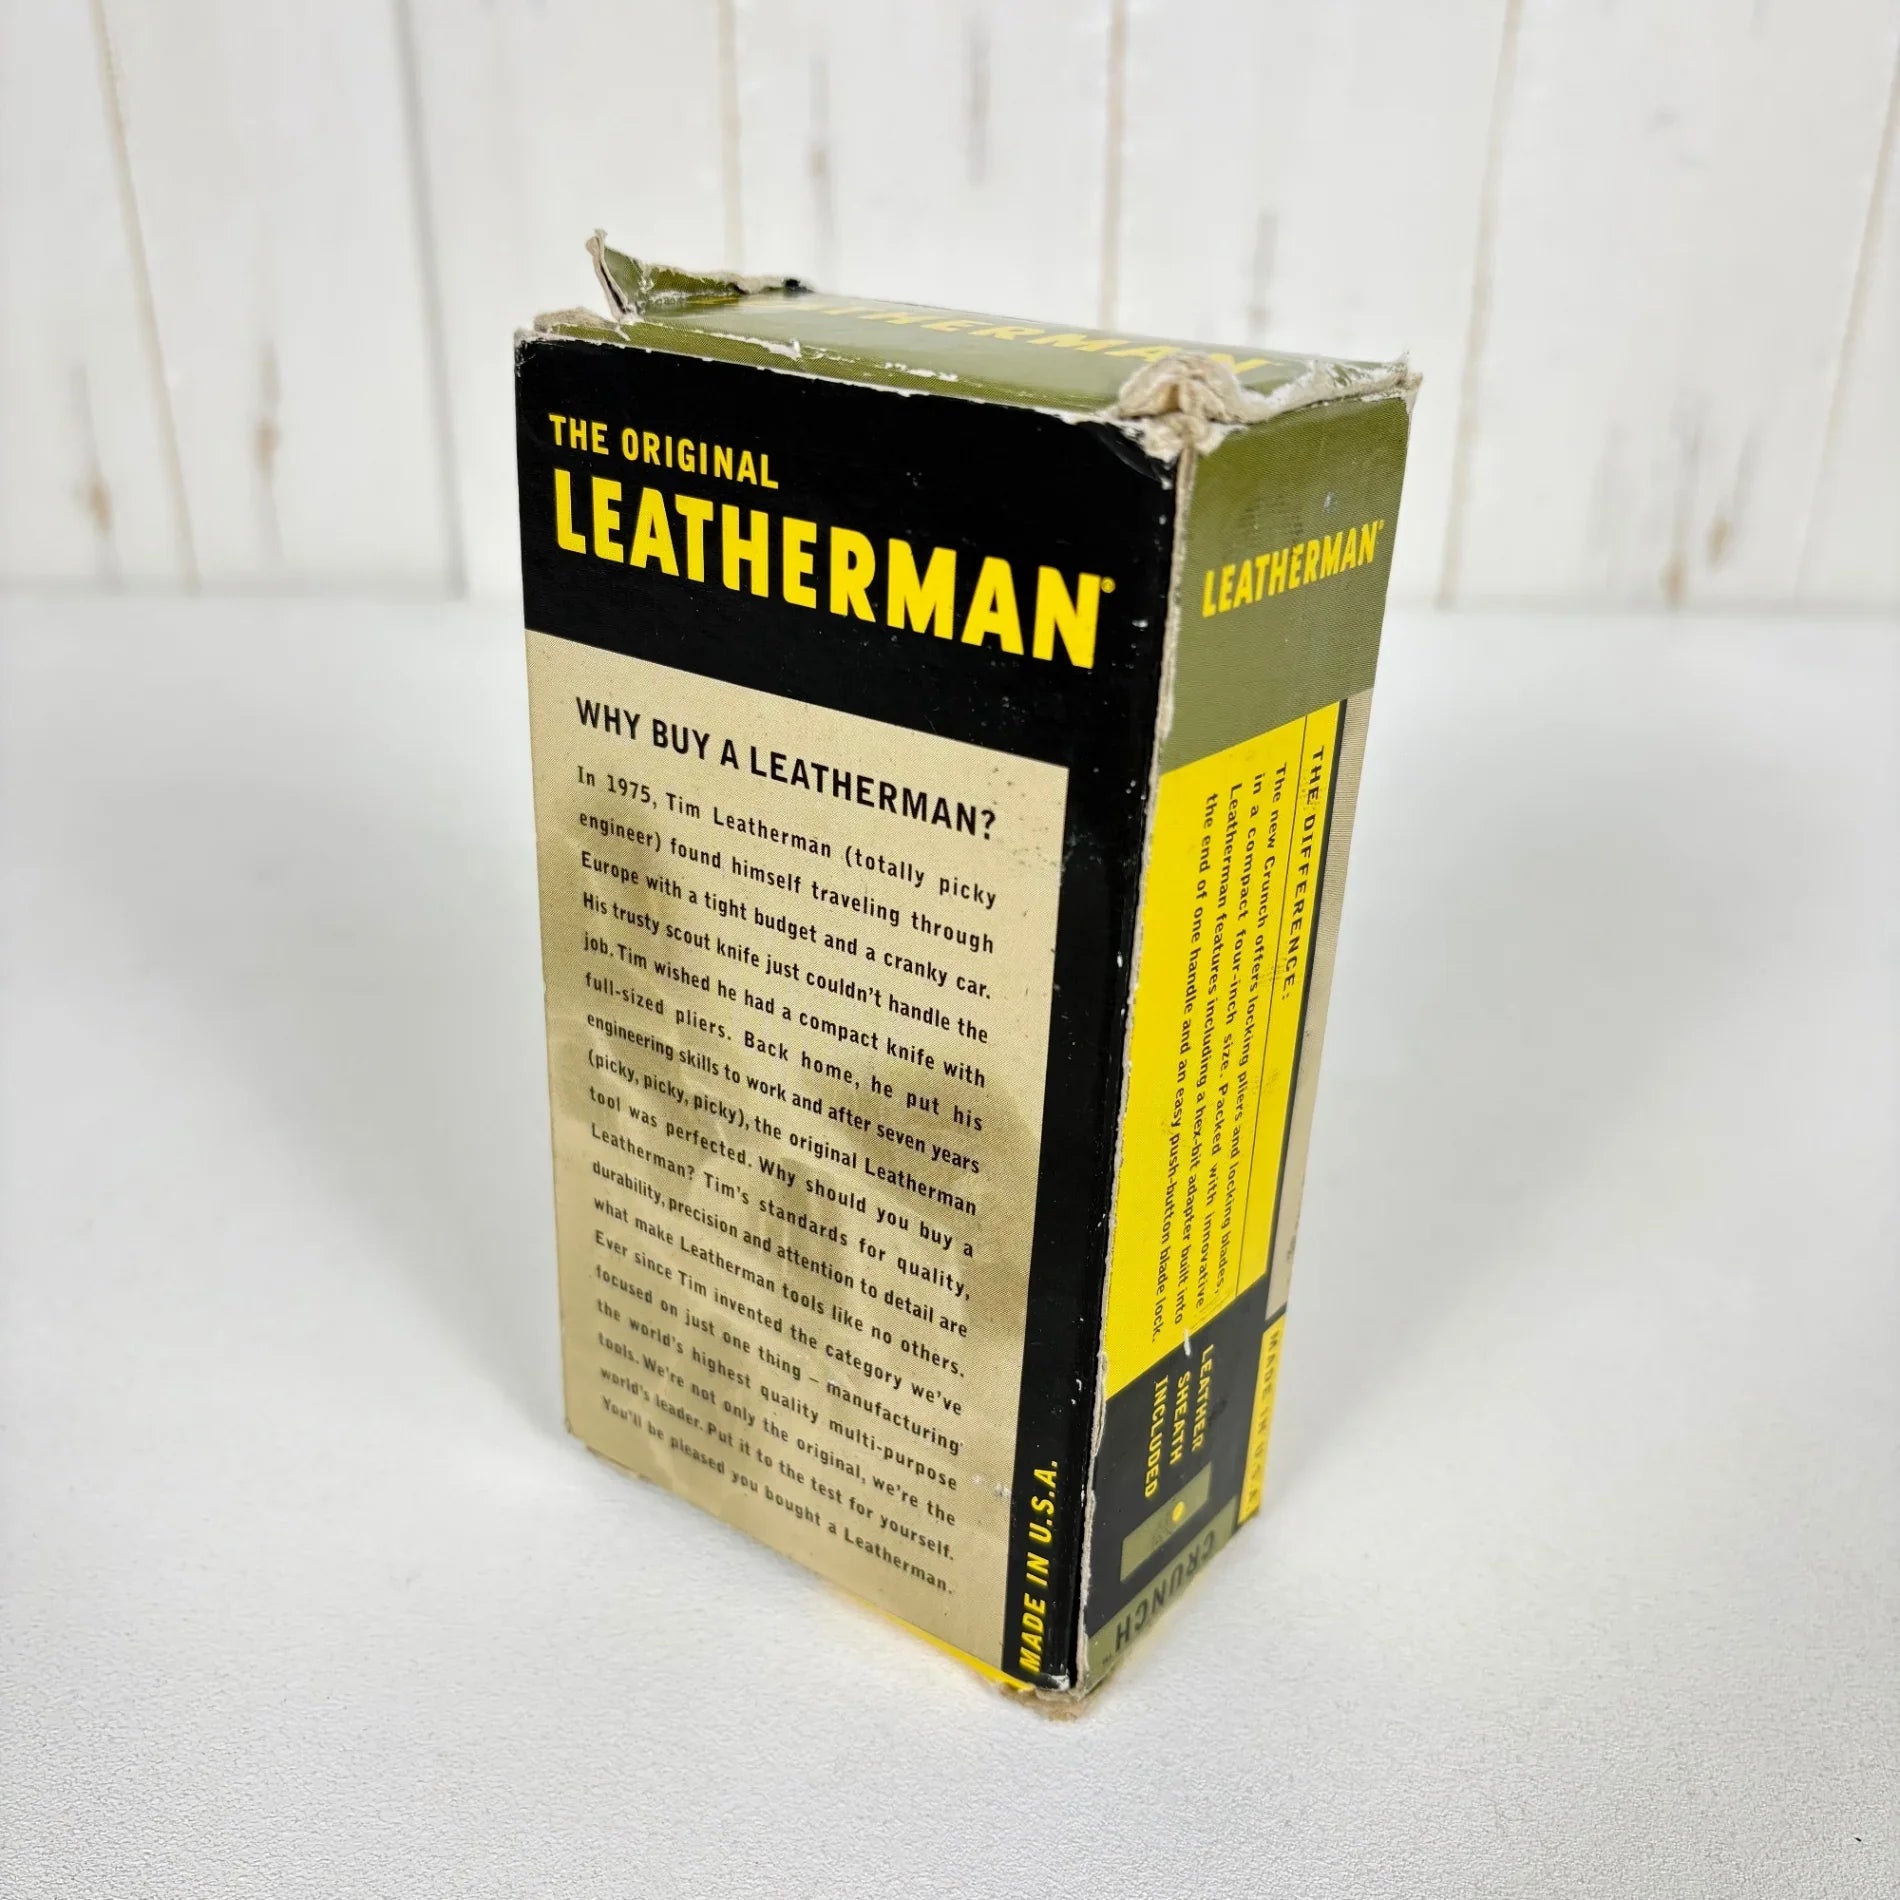 LEATHERMAN
THE ORIGINAL
LEATHERMAN®
WHY BUY A LEATHERMAN?
In 1975, Tim Leatherman (totally picky
engineer) found himself traveling through
Europe with a tight budget and a cranky car.
His trusty scout knife just couldn't handle the
job. Tim wished he had a compact knife with
full-sized pliers. Back home, he put his
engineering skills to work and after seven years
(picky, picky, picky), the original Leatherman
tool was perfected. Why should you buy a
Leatherman? Tim's standards for quality,
durability, precision and attention to detail are
what make Leatherman tools like no others.
Ever since Tim invented the category we've
focused on just one thing – manufacturing
the world's highest quality multi-purpose
tools. We're not only the original, we're the
world's leader. Put it to the test for yourself.
You'll be pleased you bought a Leatherman.
MADE IN U.S.A.
LEATHERMAN®
THE DIFFERENCE:
The new Crunch offers locking pliers and locking blades,
in a compact four-inch size. Packed with innovative
Leatherman features including a hex-bit adapter built into
the end of one handle and an easy push-button blade lock.
LEATHER
SHEATH
INCLUDED
MADE IN U.S.A.
CRUNCH™